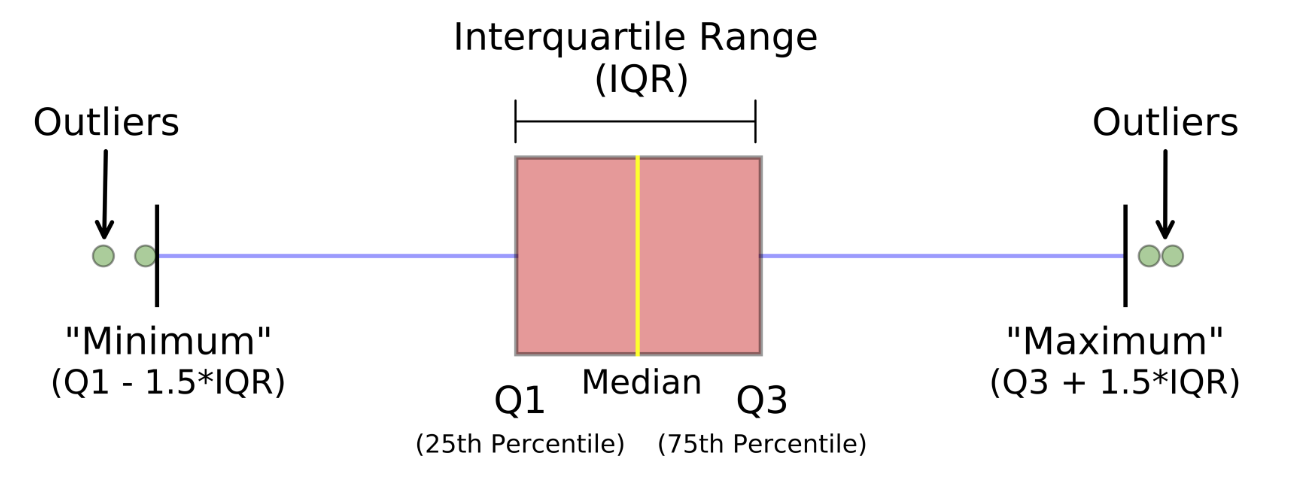 Interquartile Range
(IQR)
Outliers
Outliers
"Minimum"
(Q1 - 1.5*IQR)
"Maximum"
(Q3 + 1.5*IQR)
Q1
Median
Q3
(25th Percentile)
(75th Percentile)